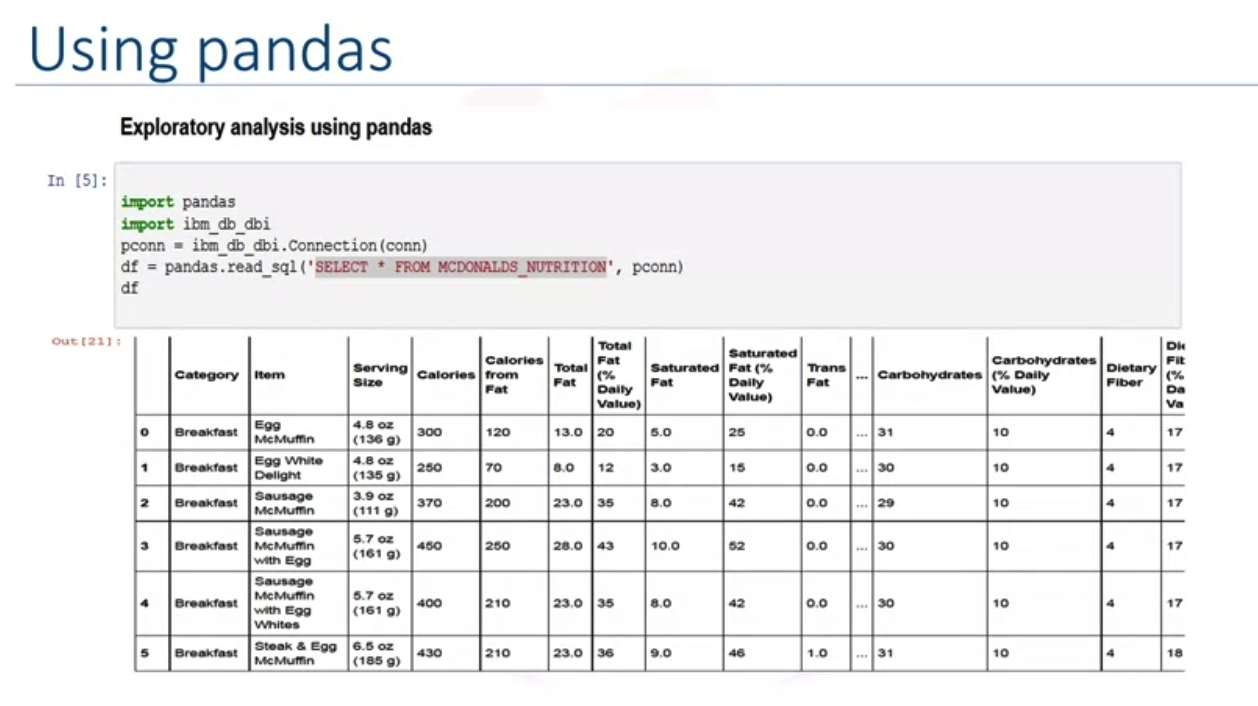 Using pandas
Exploratory analysis using pandas
In [5]:
import pandas
import ibm_db_dbi
pconn = ibm_db_dbi.Connection(conn)
df = pandas.read_sql('SELECT * FROM MCDONALDS_NUTRITION', pconn)
df
Out[21]:
Category Item Serving Size Calories Calories from Fat Total Fat Total Fat (% Daily Value) Saturated Fat Saturated Fat (% Daily Value) Trans Fat ... Carbohydrates Carbohydrates (% Daily Value) Dietary Fiber Die Fit (% Da Va
0 Breakfast Egg McMuffin 4.8 oz (136 g) 300 120 13.0 20 5.0 25 0.0 ... 31 10 4 17
1 Breakfast Egg White Delight 4.8 oz (135 g) 250 70 8.0 12 3.0 15 0.0 ... 30 10 4 17
2 Breakfast Sausage McMuffin 3.9 oz (111 g) 370 200 23.0 35 8.0 42 0.0 ... 29 10 4 17
3 Breakfast Sausage McMuffin with Egg 5.7 oz (161 g) 450 250 28.0 43 10.0 52 0.0 ... 30 10 4 17
4 Breakfast Sausage McMuffin with Egg Whites 5.7 oz (161 g) 400 210 23.0 35 8.0 42 0.0 ... 30 10 4 17
5 Breakfast Steak & Egg McMuffin 6.5 oz (185 g) 430 210 23.0 36 9.0 46 1.0 ... 31 10 4 18